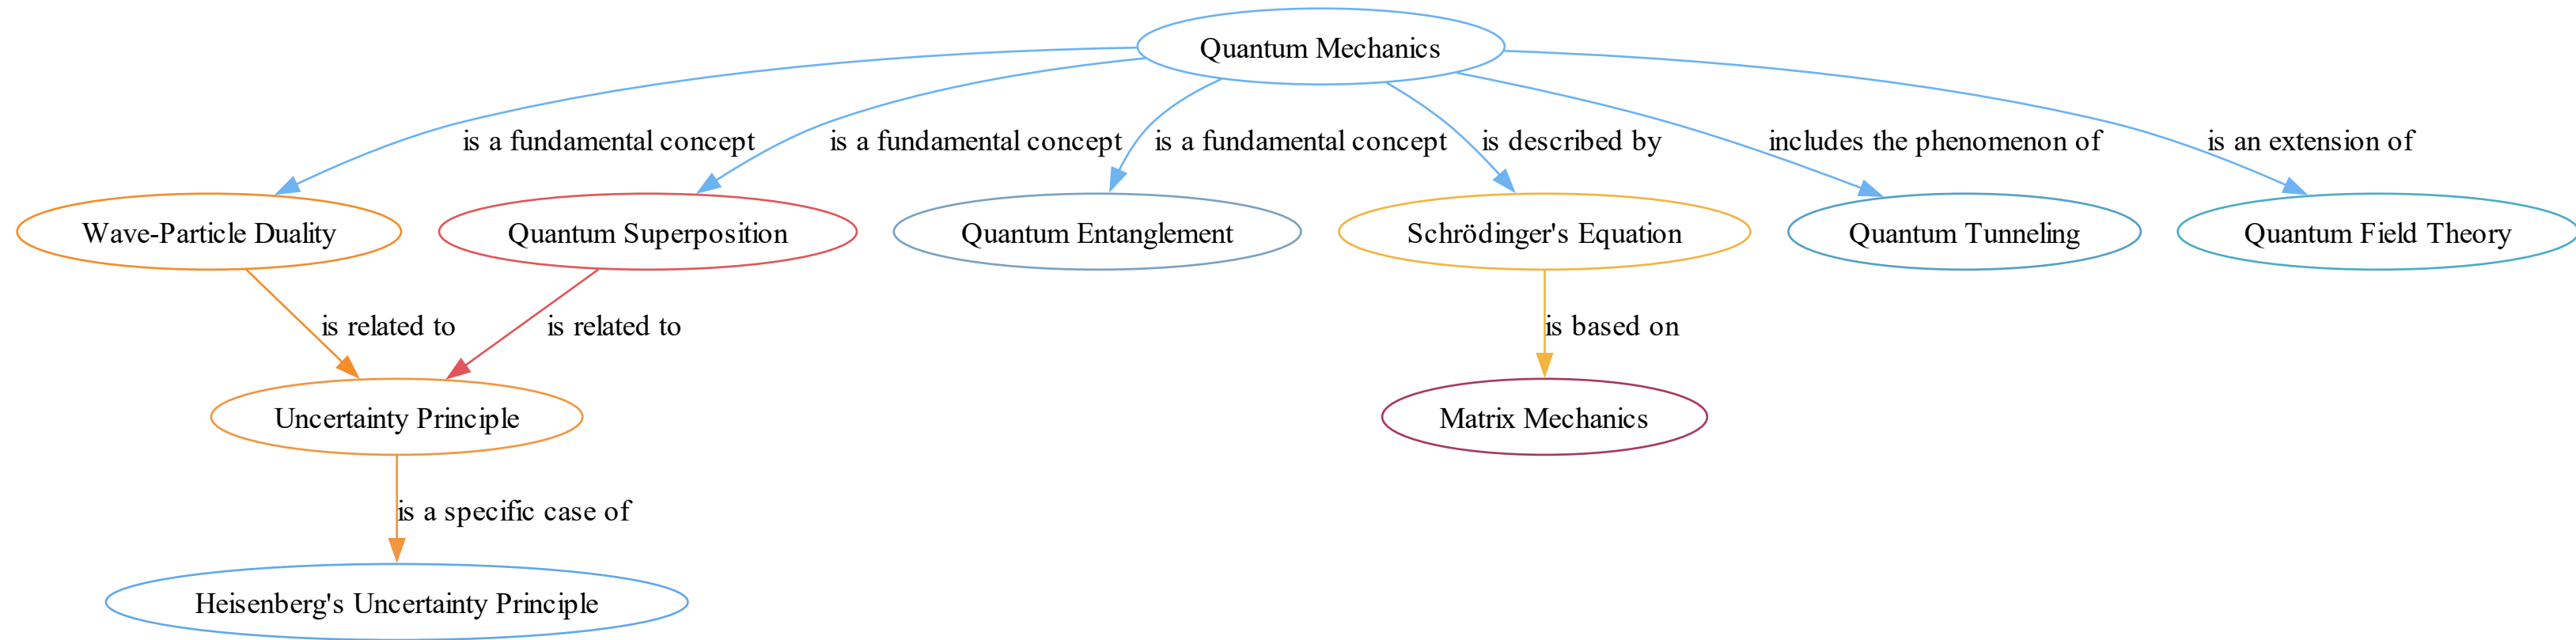 Quantum Mechanics
is a fundamental concept
is a fundamental concept
is a fundamental concept
is described by
includes the phenomenon of
is an extension of
Wave-Particle Duality
Quantum Superposition
Quantum Entanglement
Schrödinger's Equation
Quantum Tunneling
Quantum Field Theory
is related to
is related to
is based on
Uncertainty Principle
Matrix Mechanics
is a specific case of
Heisenberg's Uncertainty Principle